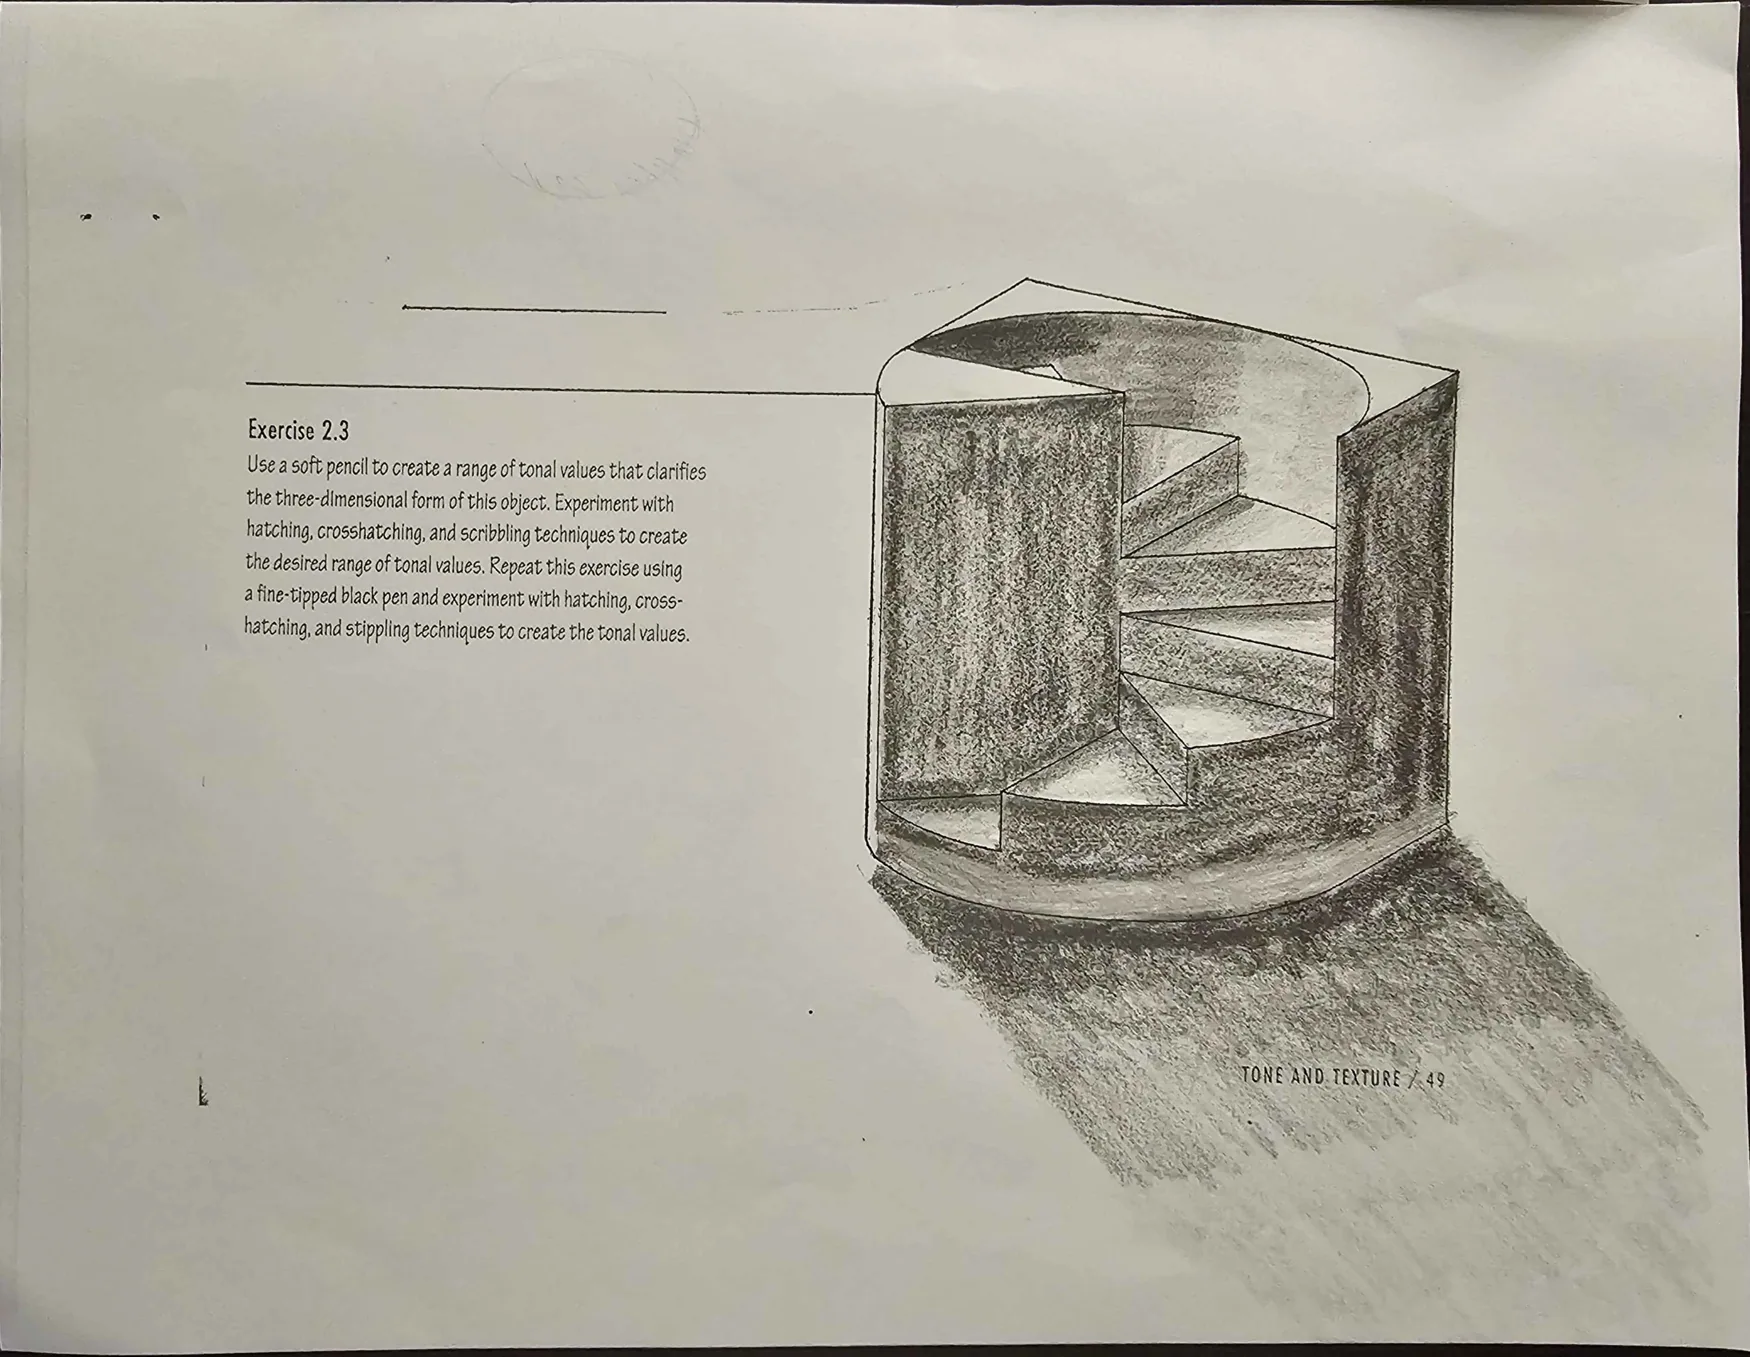 Exercise 2.3
Use a soft pencil to create a range of tonal values that clarifies
the three-dimensional form of this object. Experiment with
hatching, crosshatching, and scribbling techniques to create
the desired range of tonal values. Repeat this exercise using
a fine-tipped black pen and experiment with hatching, cross-
hatching, and stippling techniques to create the tonal values.
TONE AND TEXTURE / 49